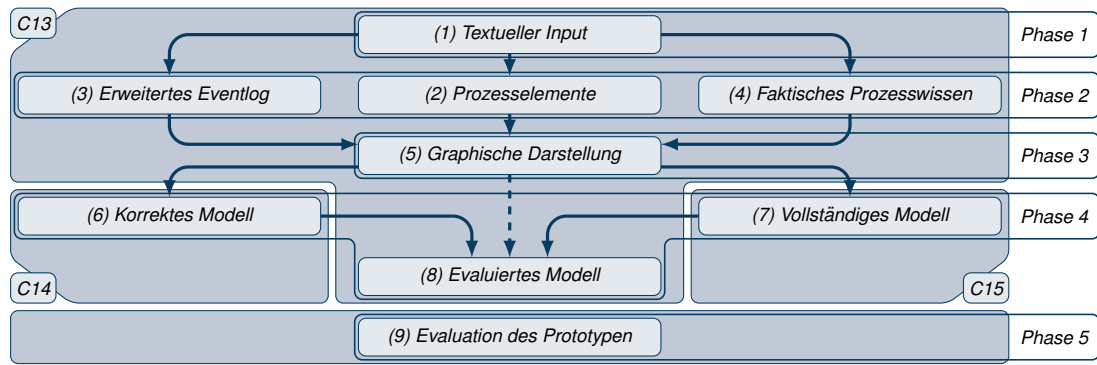 C13
(1) Textueller Input
Phase 1
(3) Erweitertes Eventlog
(2) Prozesselemente
(4) Faktisches Prozesswissen
Phase 2
(5) Graphische Darstellung
Phase 3
(6) Korrektes Modell
(7) Vollständiges Modell
Phase 4
(8) Evaluiertes Modell
C14
C15
(9) Evaluation des Prototypen
Phase 5